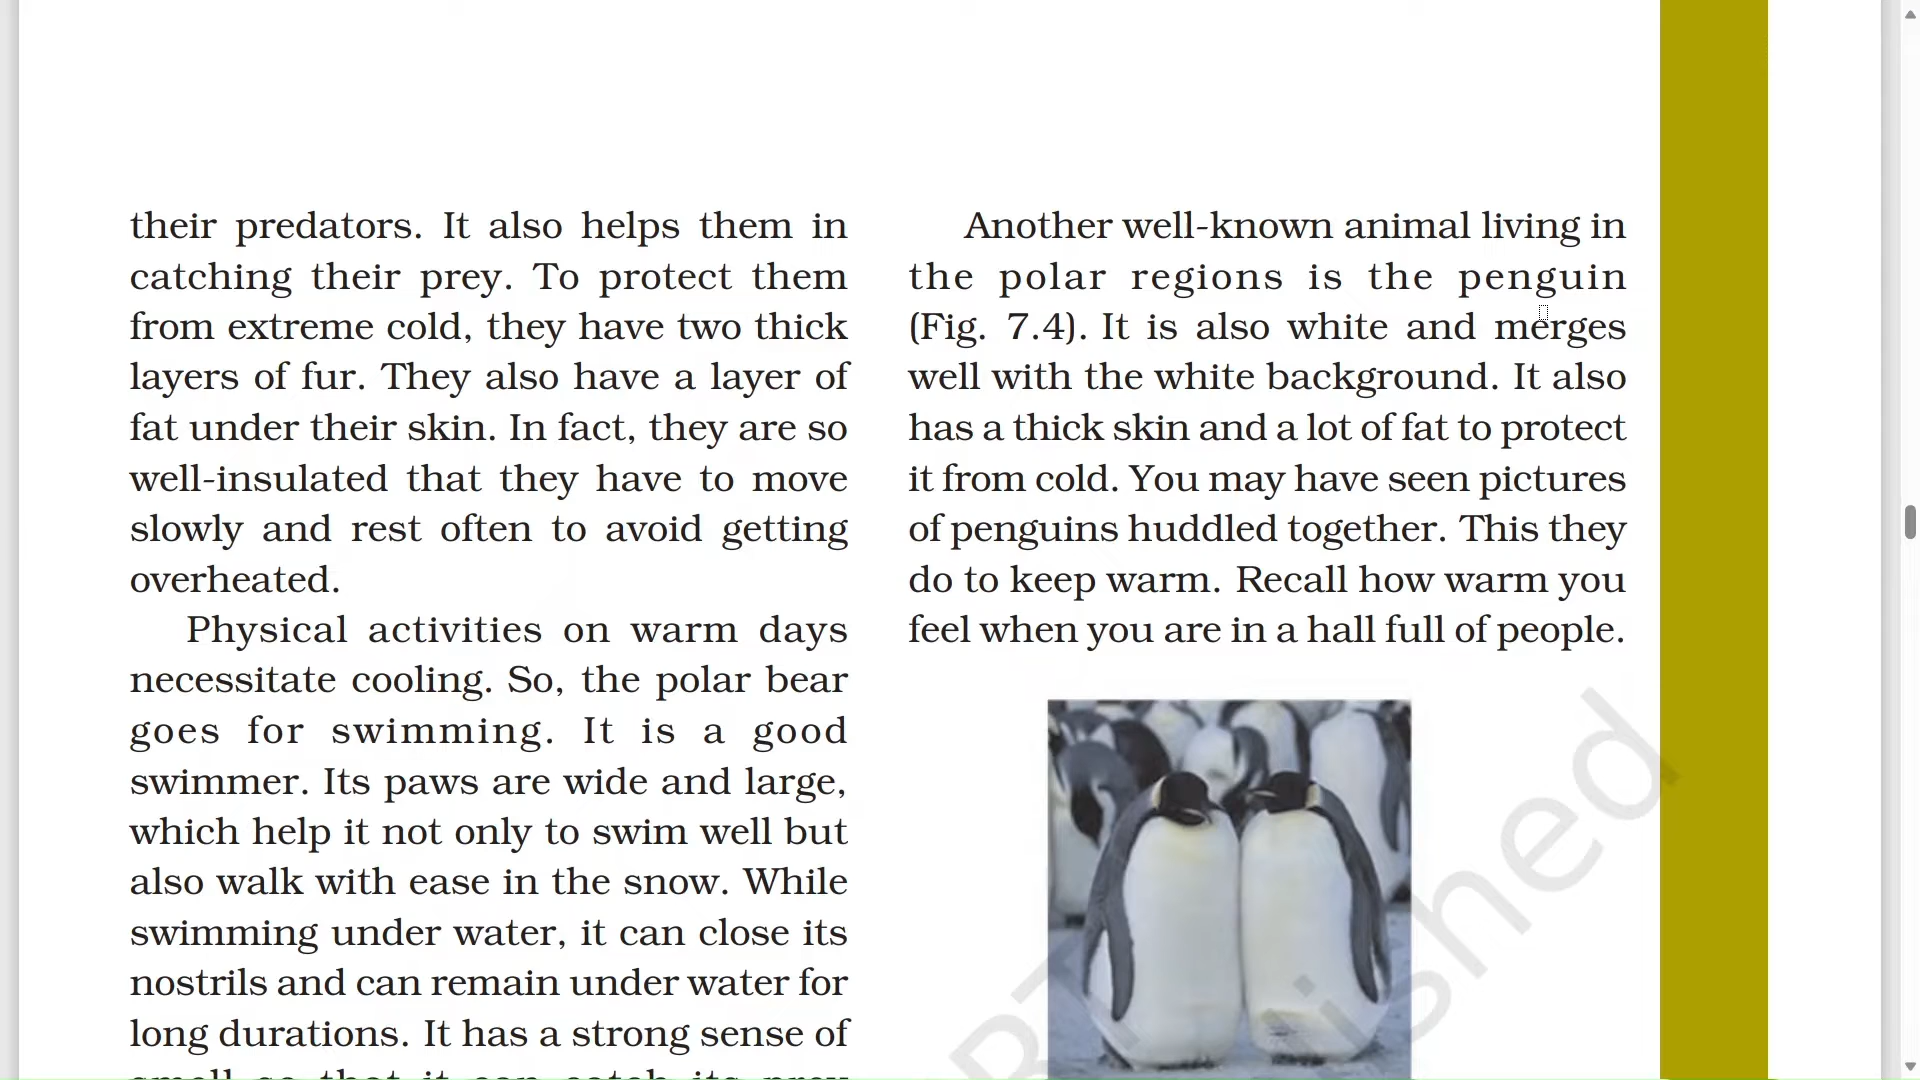 their predators. It also helps them in
catching their prey. To protect them
from extreme cold, they have two thick
layers of fur. They also have a layer of
fat under their skin. In fact, they are so
well-insulated that they have to move
slowly and rest often to avoid getting
overheated.
Physical activities on warm days
necessitate cooling. So, the polar bear
goes for swimming. It is a good
swimmer. Its paws are wide and large,
which help it not only to swim well but
also walk with ease in the snow. While
swimming under water, it can close its
nostrils and can remain under water for
long durations. It has a strong sense of
smell so that it can catch its prey
Another well-known animal living in
the polar regions is the penguin
(Fig. 7.4). It is also white and merges
well with the white background. It also
has a thick skin and a lot of fat to protect
it from cold. You may have seen pictures
of penguins huddled together. This they
do to keep warm. Recall how warm you
feel when you are in a hall full of people.